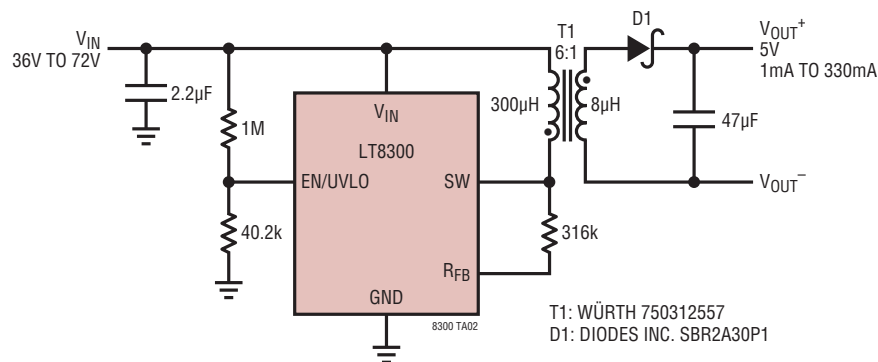 VIN
36V TO 72V
2.2µF
1M
40.2k
VIN
LT8300
EN/UVLO
SW
RFB
GND
8300 TA02
316k
T1
6:1
300µH
8µH
D1
47µF
VOUT+
5V
1mA TO 330mA
VOUT–
T1: WÜRTH 750312557
D1: DIODES INC. SBR2A30P1